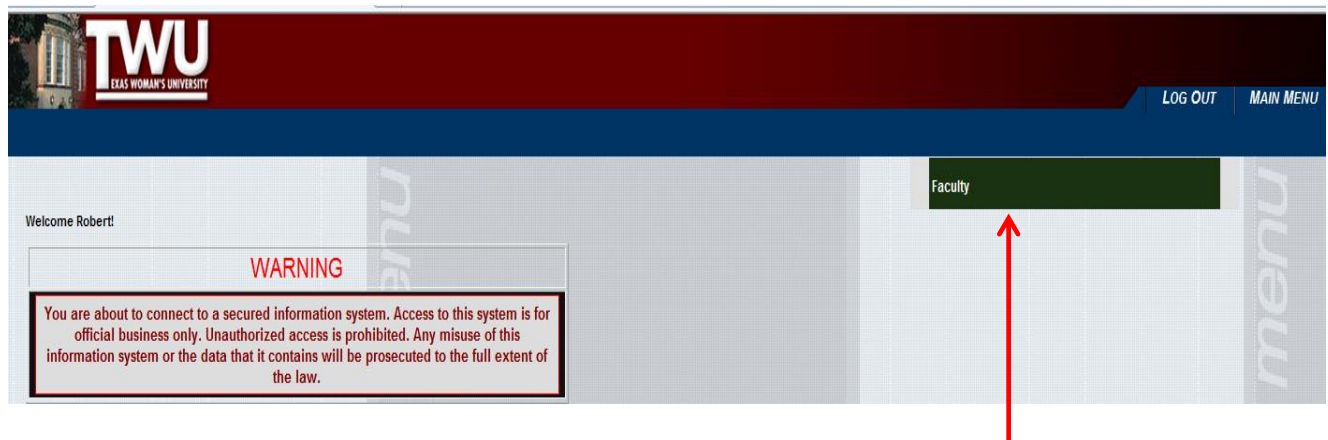 TWU
EXAS WOMAN'S UNIVERSITY
LOG OUT MAIN MENU
Faculty
Welcome Robert!
menu
menu
WARNING
You are about to connect to a secured information system. Access to this system is for
official business only. Unauthorized access is prohibited. Any misuse of this
information system or the data that it contains will be prosecuted to the full extent of
the law.